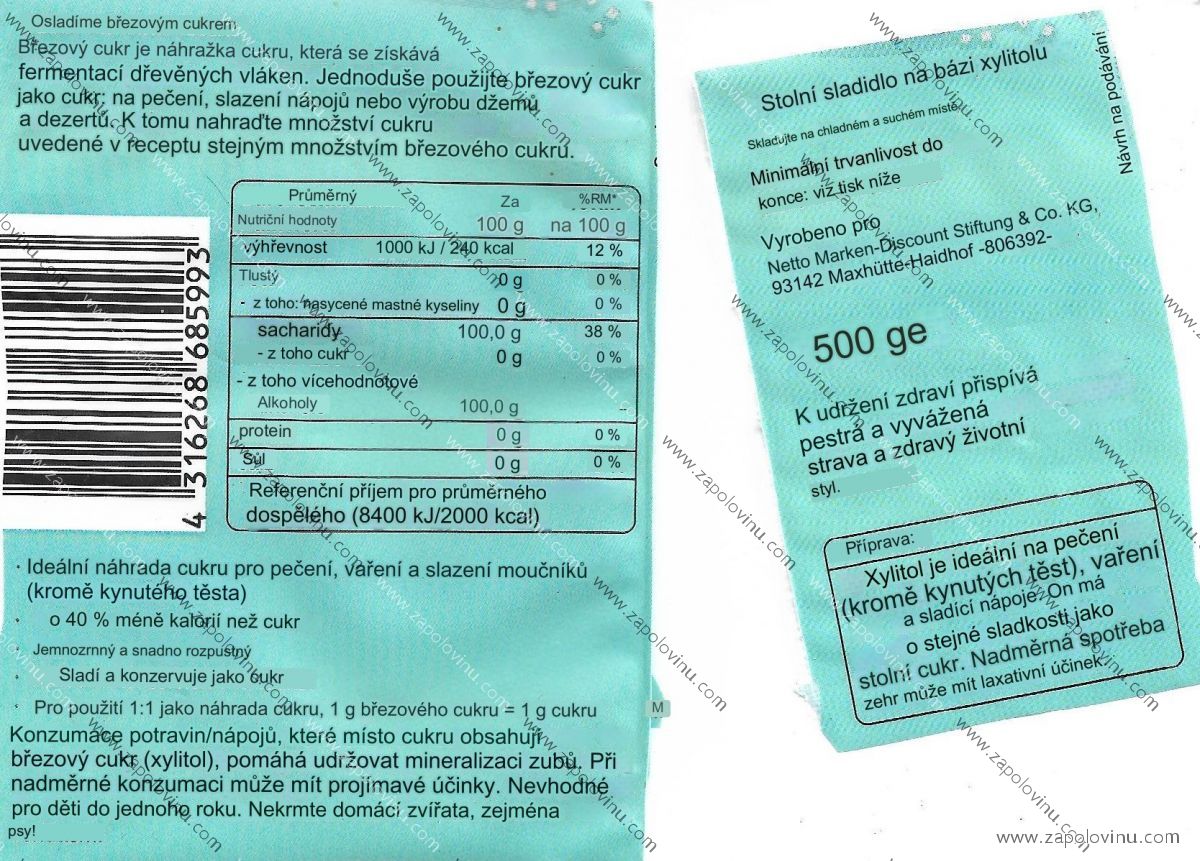 Osladíme březovým cukrem
Březový cukr je náhražka cukru, která se získává
fermentací dřevěných vláken. Jednoduše použijte březový cukr
jako cukr: na pečení, slazení nápojů nebo výrobu džemů
a dezertů. K tomu nahraďte množství cukru
uvedené v receptu stejným množstvím březového cukru.
Průměrný Za %RM*
Nutriční hodnoty 100 g na 100 g
výhřevnost 1000 kJ / 240 kcal 12 %
Tlustý 0 g 0 %
- z toho: nasycené mastné kyseliny 0 g 0 %
sacharidy 100,0 g 38 %
- z toho cukr 0 g 0 %
- z toho vícehodnotové
Alkoholy 100,0 g -
protein 0 g 0 %
Sůl 0 g 0 %
Referenční příjem pro průměrného
dospělého (8400 kJ/2000 kcal)
4 316268 685993
· Ideální náhrada cukru pro pečení, vaření a slazení moučníků
(kromě kynutého těsta)
· o 40 % méně kalorií než cukr
· Jemnozrnný a snadno rozpustný
· Sladí a konzervuje jako cukr
· Pro použití 1:1 jako náhrada cukru, 1 g březového cukru = 1 g cukru
Konzumace potravin/nápojů, které místo cukru obsahují
březový cukr (xylitol), pomáhá udržovat mineralizaci zubů. Při
nadměrné konzumaci může mít projímavé účinky. Nevhodné
pro děti do jednoho roku. Nekrmte domácí zvířata, zejména
psy!
M
Stolní sladidlo na bázi xylitolu
Skladujte na chladném a suchém místě.
Minimální trvanlivost do
konce: viz tisk níže
Vyrobeno pro
Netto Marken-Discount Stiftung & Co. KG,
93142 Maxhütte-Haidhof -806392-
Návrh na podávání
500 ge
K udržení zdraví přispívá
pestrá a vyvážená
strava a zdravý životní
styl.
Příprava:
Xylitol je ideální na pečení
(kromě kynutých těst), vaření
a sladící nápoje. On má
o stejné sladkosti jako
stolní cukr. Nadměrná spotřeba
zehr může mít laxativní účinek.
www.zapolovinu.com